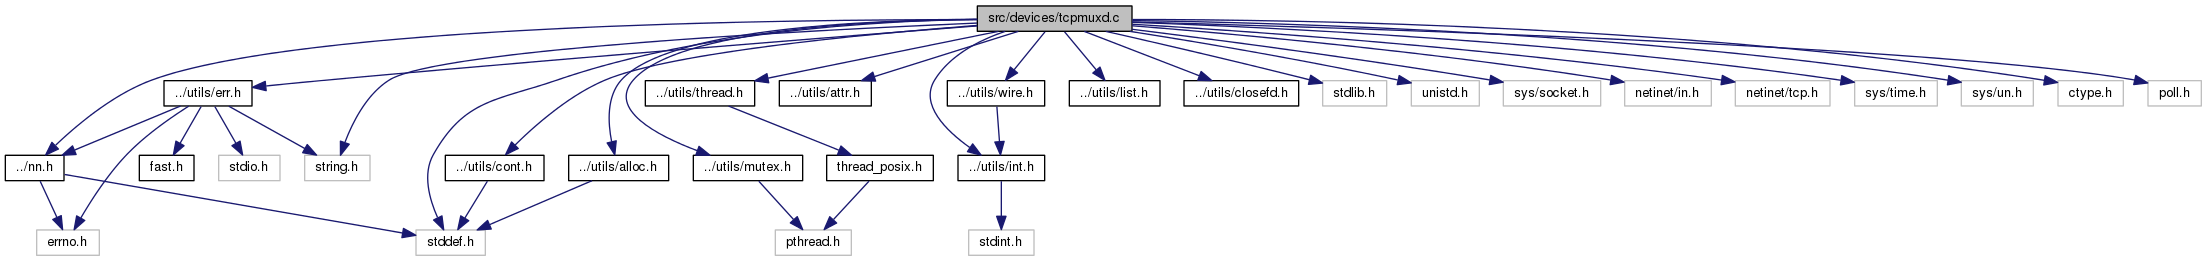 src/devices/tcpmuxd.c
../utils/err.h
../utils/thread.h
../utils/attr.h
../utils/wire.h
../utils/list.h
../utils/closefd.h
stdlib.h
unistd.h
sys/socket.h
netinet/in.h
netinet/tcp.h
sys/time.h
sys/un.h
ctype.h
poll.h
../nn.h
fast.h
stdio.h
string.h
../utils/cont.h
../utils/alloc.h
../utils/mutex.h
thread_posix.h
../utils/int.h
errno.h
stddef.h
pthread.h
stdint.h